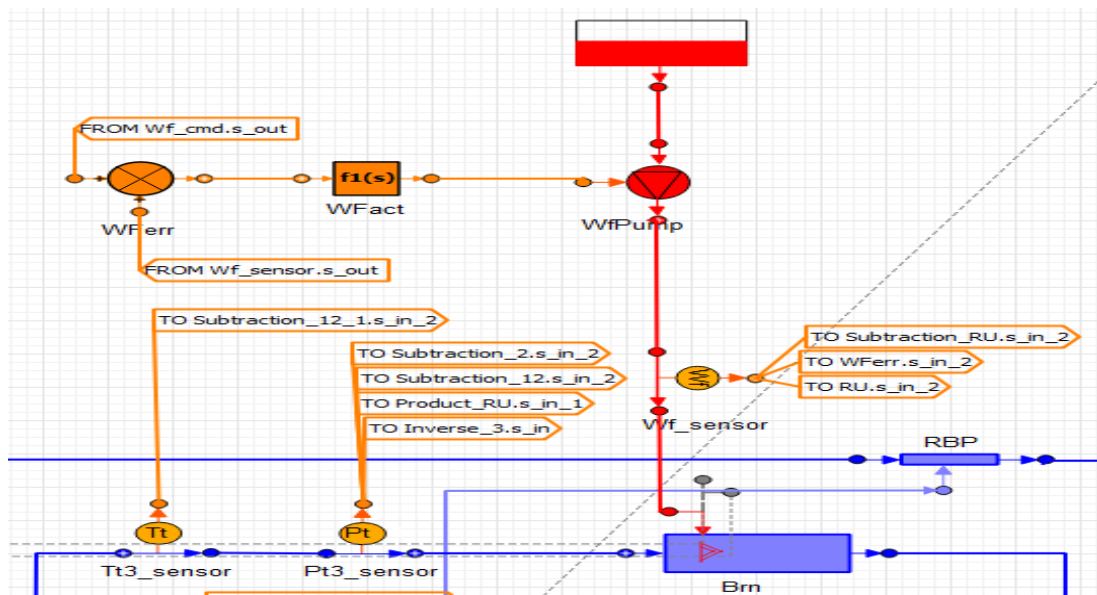 FROM Wf_cmd.s_out
f1(s)
WFact
WFerr
WfPump
FROM Wf_sensor.s_out
TO Subtraction_12_1.s_in_2
TO Subtraction_2.s_in_2
TO Subtraction_12.s_in_2
TO Product_RU.s_in_1
TO Inverse_3.s_in
TO Subtraction_RU.s_in_2
TO WFerr.s_in_2
TO RU.s_in_2
Wf_sensor
RBP
Tt
Pt
Tt3_sensor
Pt3_sensor
Brn